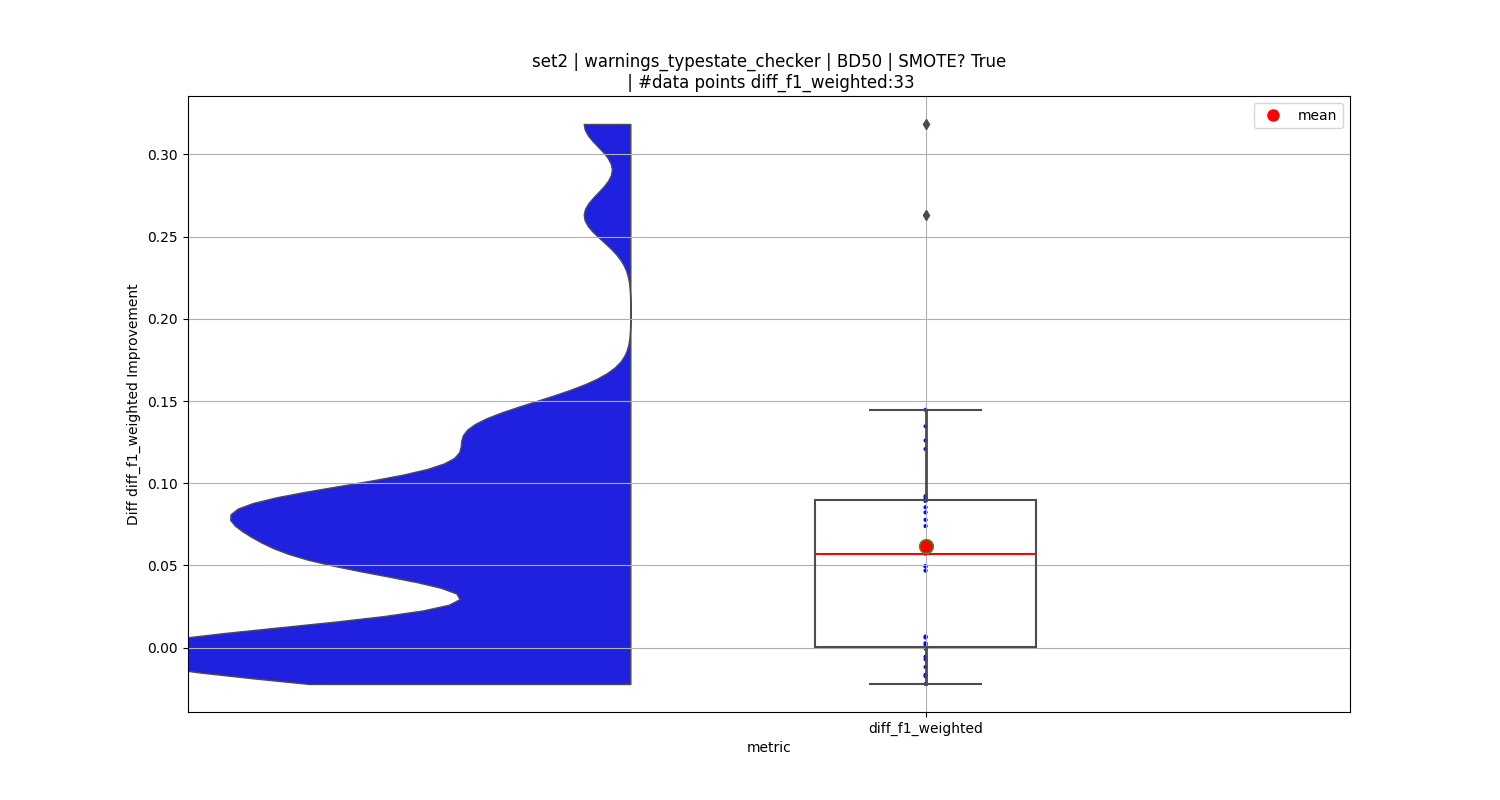 set2 | warnings_typestate_checker | BD50 | SMOTE? True
| #data points diff_f1_weighted:33
mean
0.30
0.25
0.20
0.15
0.10
0.05
0.00
Diff diff_f1_weighted Improvement
diff_f1_weighted
metric